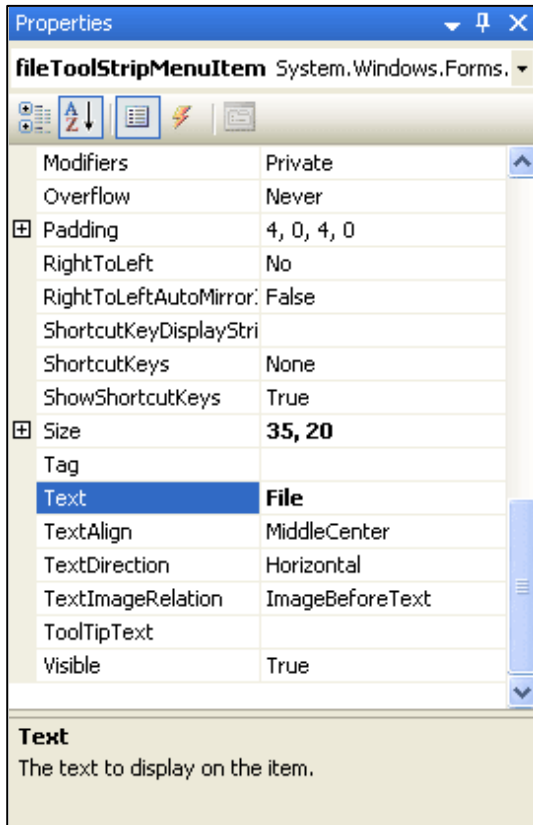 Properties
fileToolStripMenuItem System.Windows.Forms.
Modifiers Private
Overflow Never
Padding 4, 0, 4, 0
RightToLeft No
RightToLeftAutoMirrorI False
ShortcutKeyDisplayStri
ShortcutKeys None
ShowShortcutKeys True
Size 35, 20
Tag
Text File
TextAlign MiddleCenter
TextDirection Horizontal
TextImageRelation ImageBeforeText
ToolTipText
Visible True
Text
The text to display on the item.